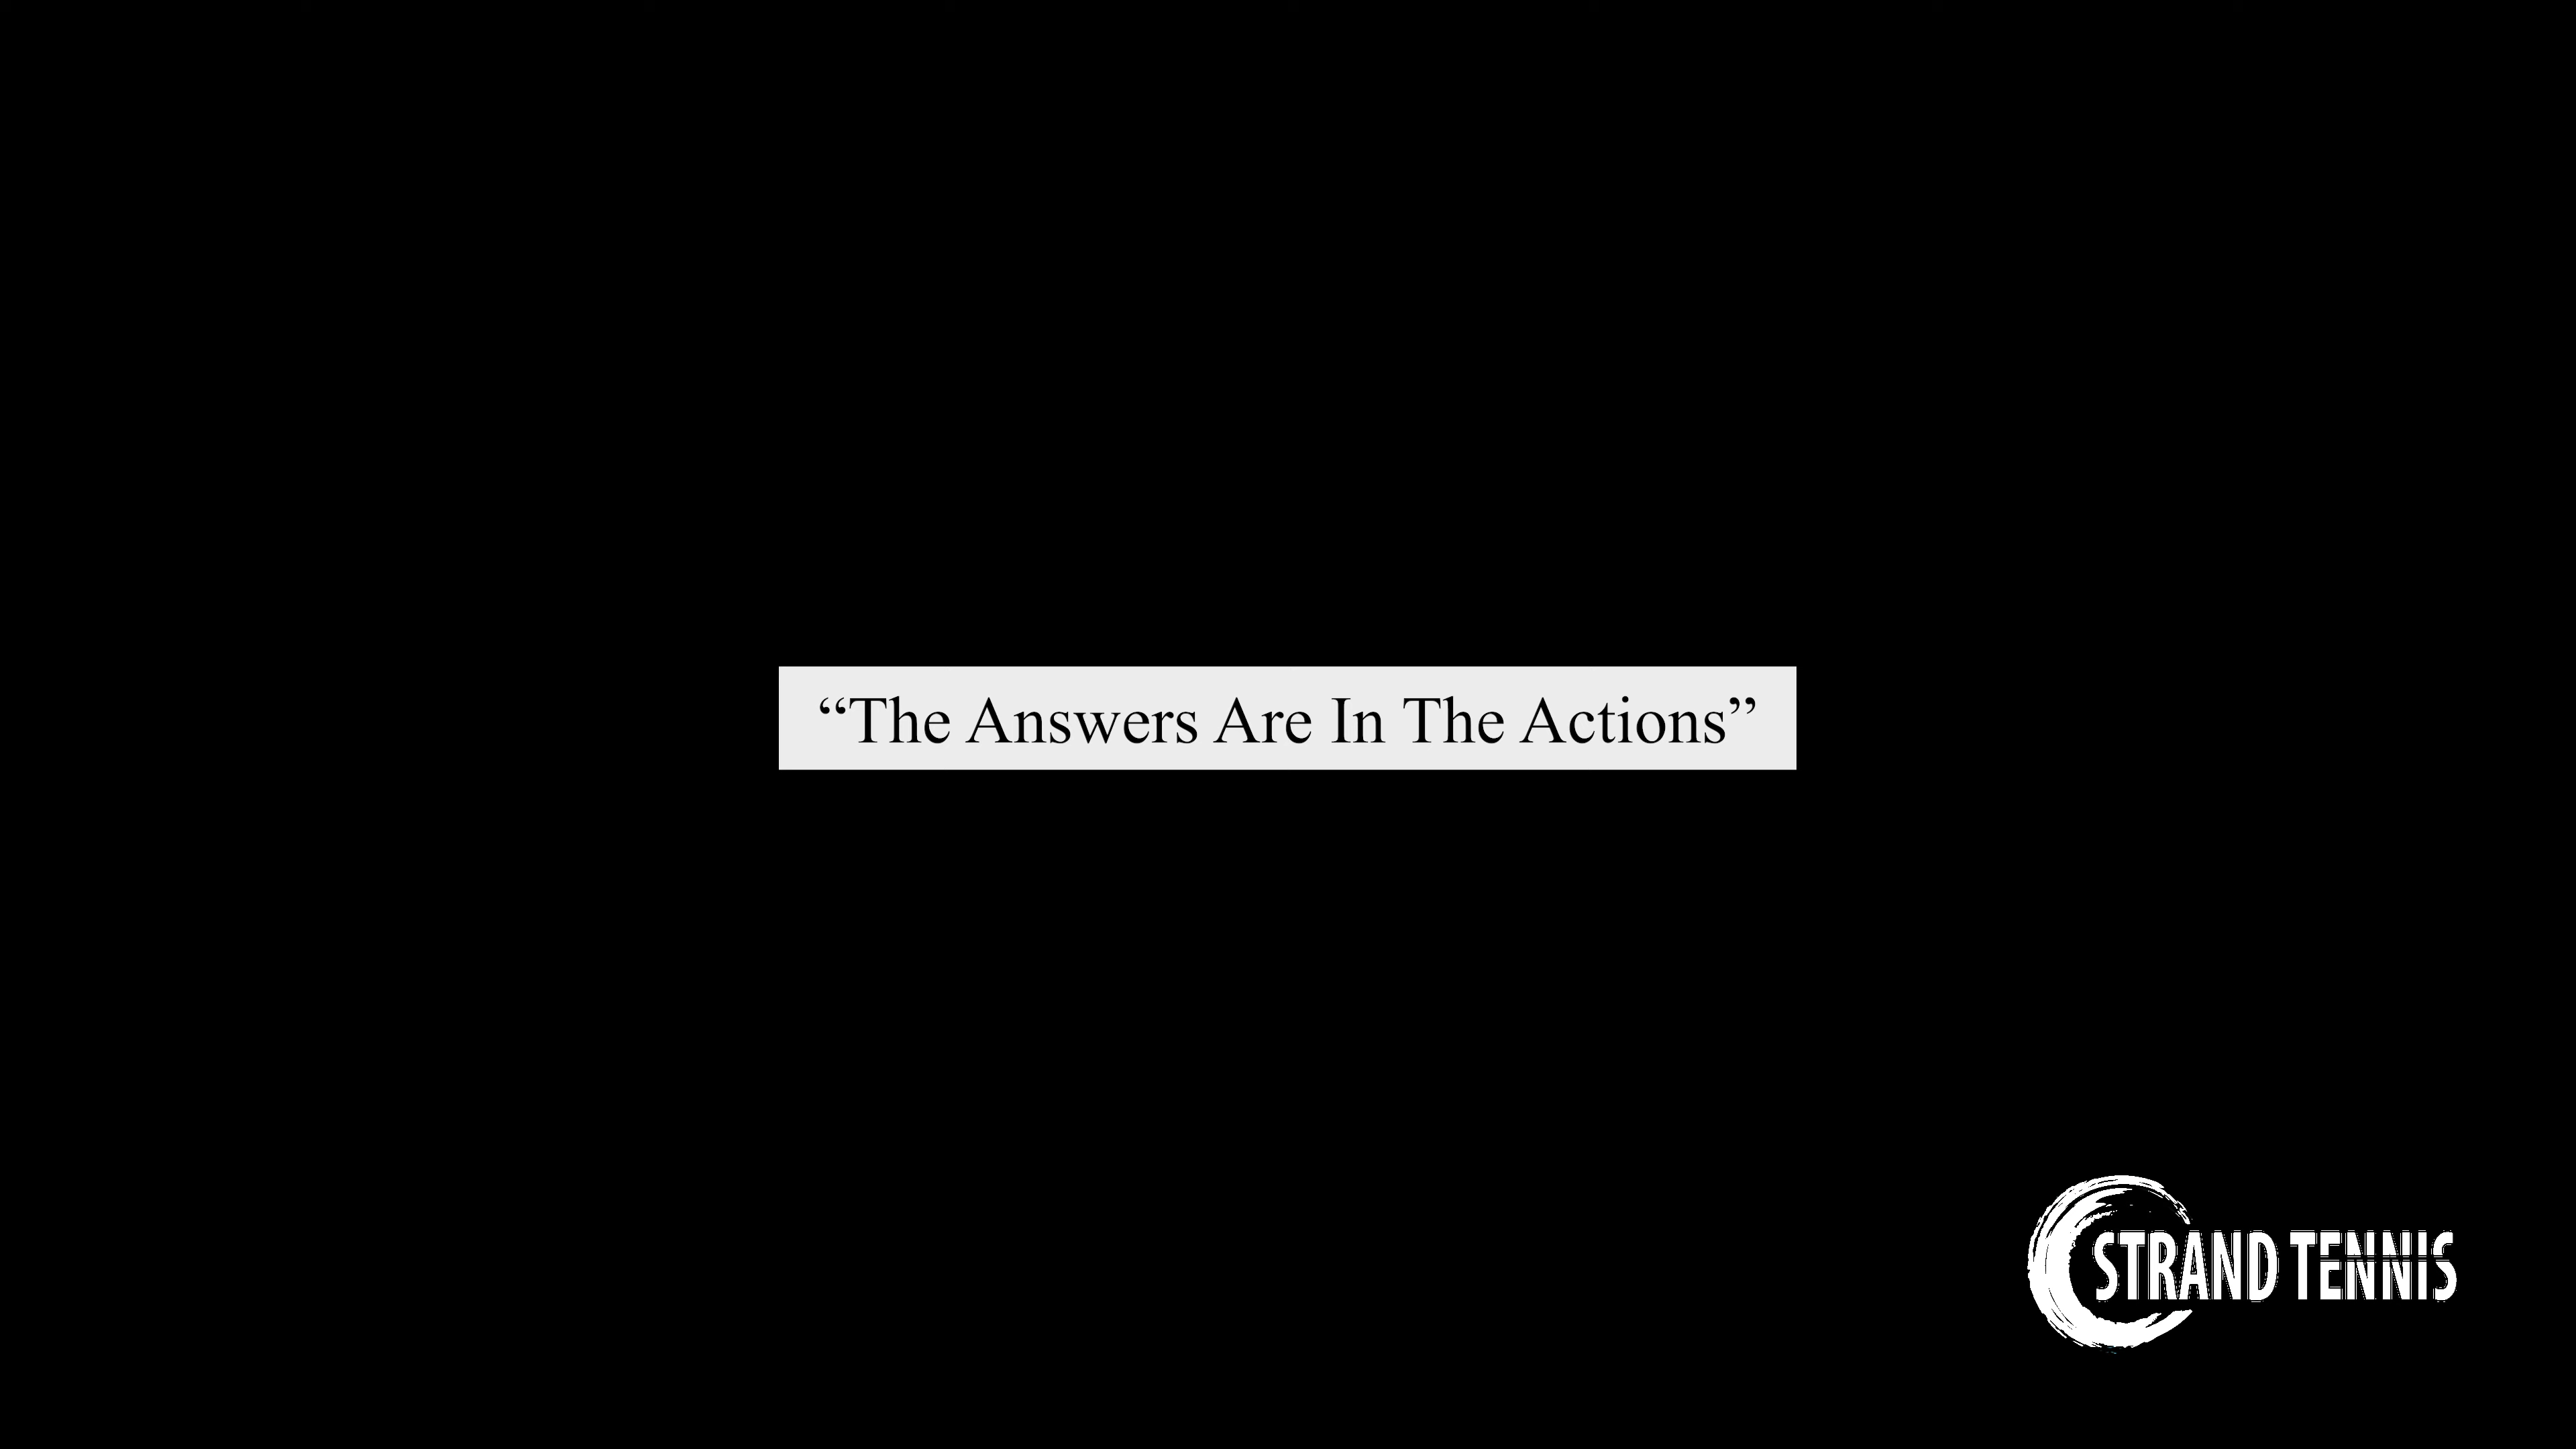 “The Answers Are In The Actions”
STRAND TENNIS